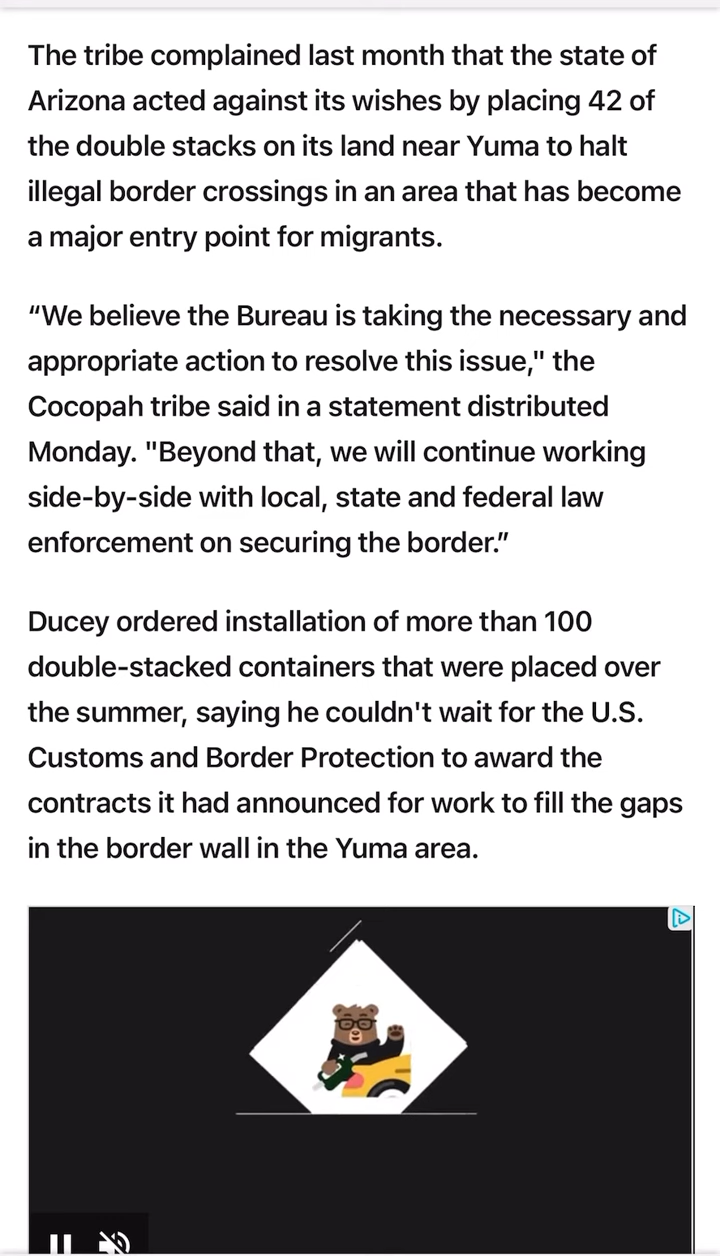 The tribe complained last month that the state of
Arizona acted against its wishes by placing 42 of
the double stacks on its land near Yuma to halt
illegal border crossings in an area that has become
a major entry point for migrants.
“We believe the Bureau is taking the necessary and
appropriate action to resolve this issue," the
Cocopah tribe said in a statement distributed
Monday. "Beyond that, we will continue working
side-by-side with local, state and federal law
enforcement on securing the border.”
Ducey ordered installation of more than 100
double-stacked containers that were placed over
the summer, saying he couldn't wait for the U.S.
Customs and Border Protection to award the
contracts it had announced for work to fill the gaps
in the border wall in the Yuma area.